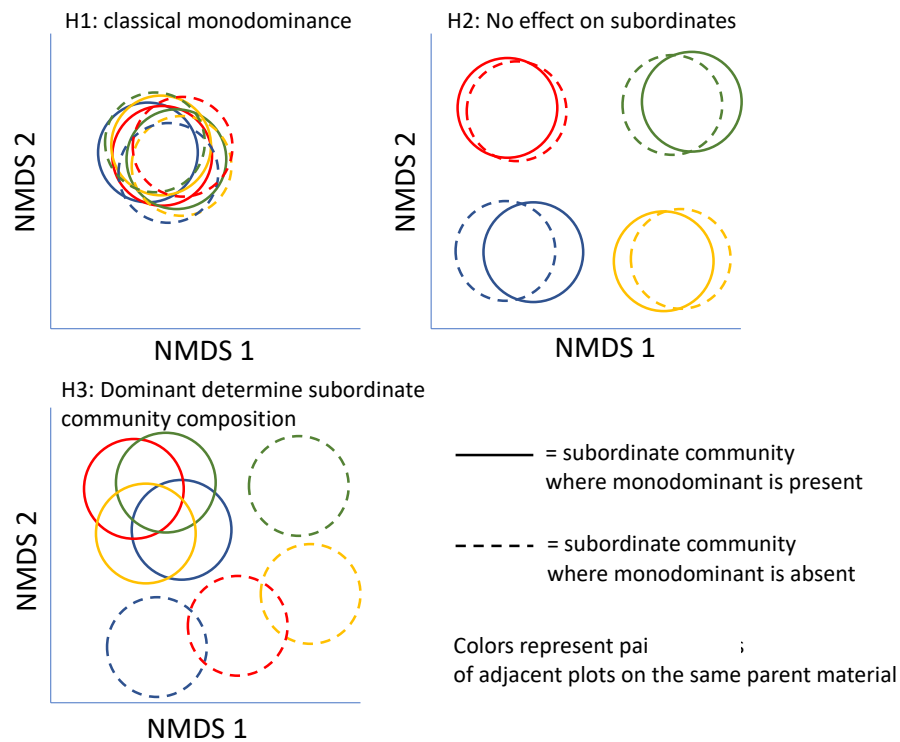 H1: classical monodominance
NMDS 2
NMDS 1
H2: No effect on subordinates
NMDS 2
NMDS 1
H3: Dominant determine subordinate
community composition
NMDS 2
NMDS 1
= subordinate community
where monodominant is present
= subordinate community
where monodominant is absent
Colors represent
of adjacent plots on the same parent material